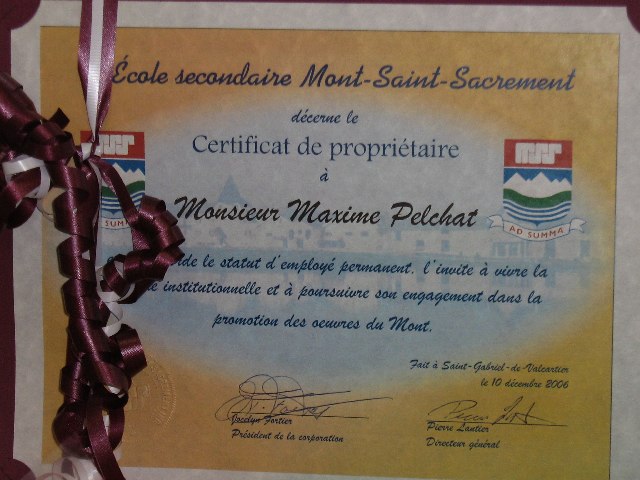 École secondaire Mont-Saint-Sacrement
décerne le
Certificat de propriétaire
à
Monsieur Maxime Pelchat
SUM
AD SUMMA
de le statut d'employé permanent, l'invite à vivre la
institutionnelle et à poursuivre son engagement dans la
promotion des oeuvres du Mont.
Fait à Saint-Gabriel-de-Valcartier
le 10 décembre 2006
Jocelyn Fortier
Président de la corporation
Pierre Lantier
Directeur général